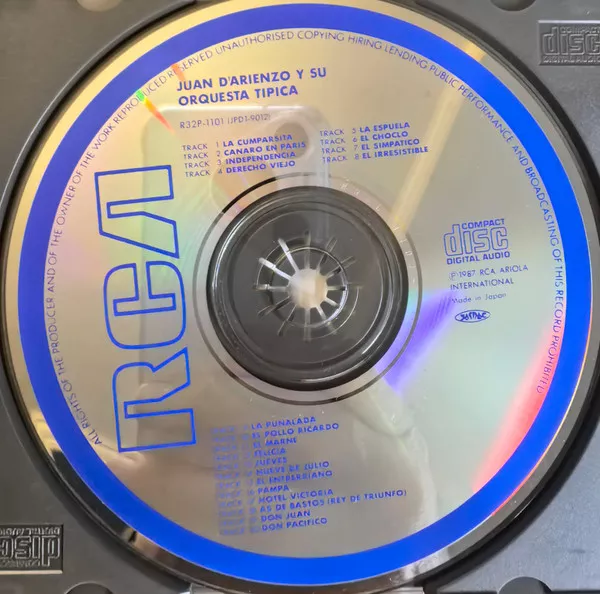 ALL RIGHTS OF THE PRODUCER AND OF THE OWNER OF THE WORK REPRODUCED RESERVED UNAUTHORISED COPYING HIRING LENDING PUBLIC PERFORMANCE AND BROADCASTING OF THIS RECORD PROHIBITED
JUAN D'ARIENZO Y SU
ORQUESTA TIPICA
R32P-1101 (JPD1-9012)
TRACK 1 LA CUMPARSITA
TRACK 2 CANARO EN PARIS
TRACK 3 INDEPENDENCIA
TRACK 4 DERECHO VIEJO
TRACK 5 LA ESPUELA
TRACK 6 EL CHOCLO
TRACK 7 EL SIMPATICO
TRACK 8 EL IRRESISTIBLE
RCA
COMPACT
disc
DIGITAL AUDIO
℗ 1987 RCA ARIOLA
INTERNATIONAL
Made in Japan
JASRAC
LA PUNALADA
EL POLLO RICARDO
EL MARNE
FELICIA
JUEVES
NUEVE DE JULIO
EL ENTRERRIANO
PAMPA
HOTEL VICTORIA
AS DE BASTOS (REY DE TRIUNFO)
DON JUAN
DON PACIFICO
disc
disc
DIGITAL AUDIO